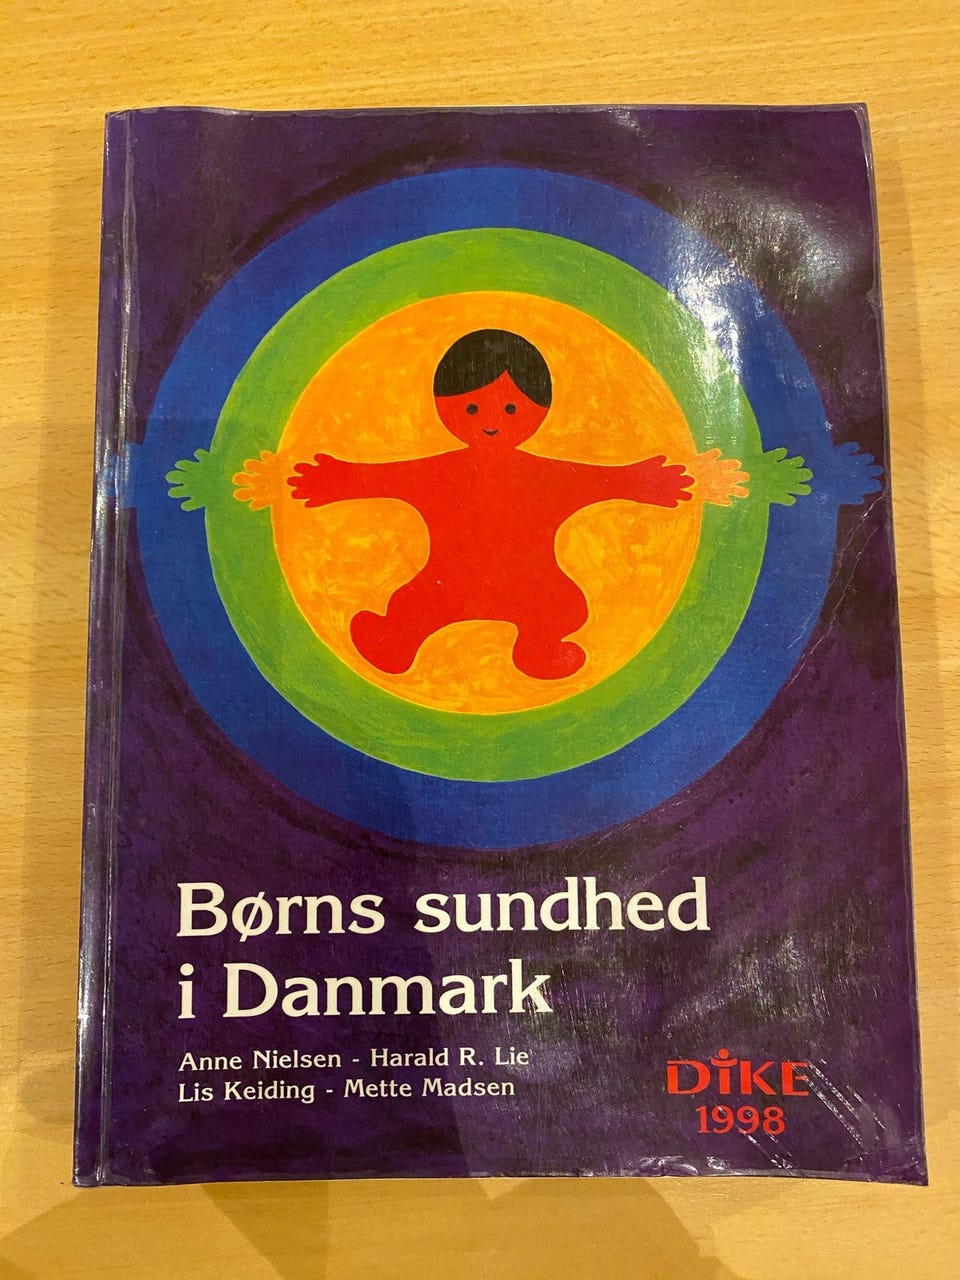 Børns sundhed
i Danmark
Anne Nielsen - Harald R. Lie
Lis Keiding - Mette Madsen
DIKE
1998